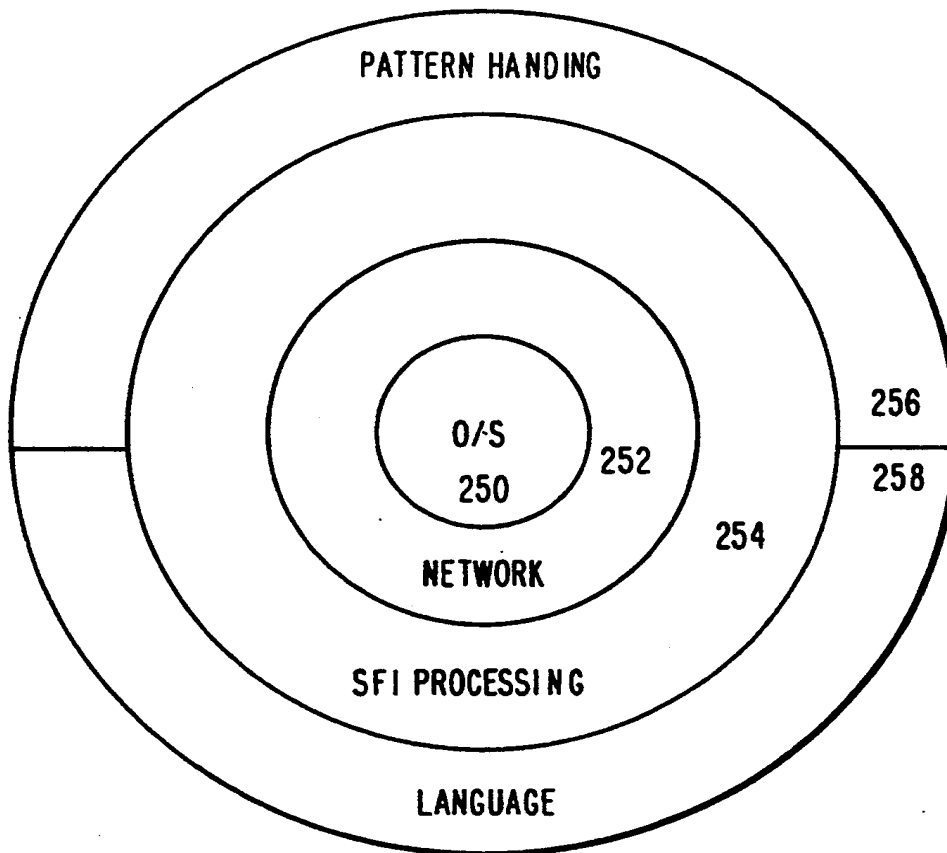 PATTERN HANDING
256
O/S
252
258
250
254
NETWORK
SFI PROCESSING
LANGUAGE